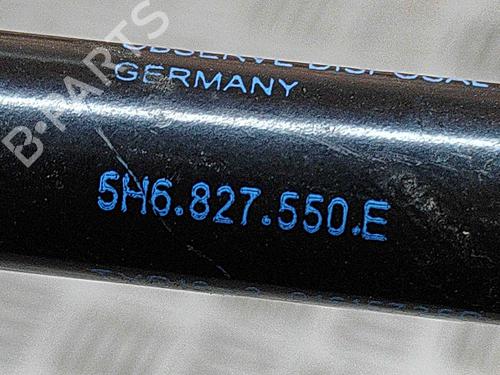 OBSERVE DISPOSAL
GERMANY
5H6.827.550.E
B·PARTS